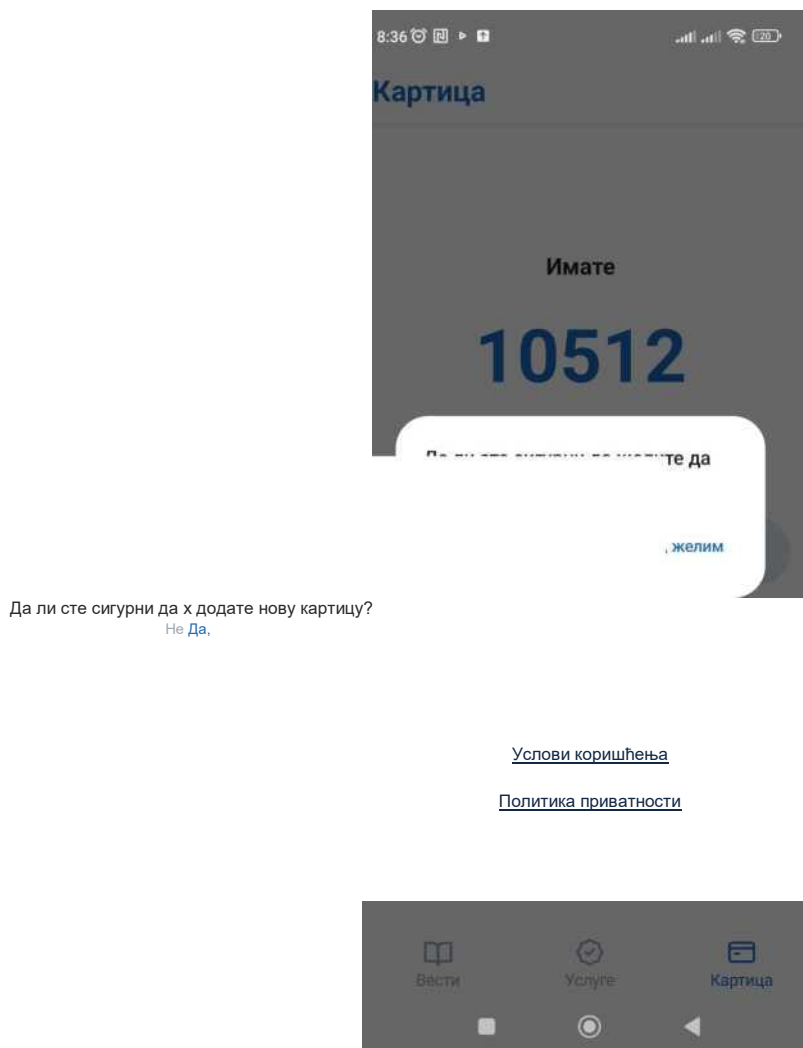 8:36
20
Картица
Имате
10512
те да
, желим
Да ли сте сигурни да х додате нову картицу?
Не Да,
Услови коришћења
Политика приватности
Вести
Услуге
Картица